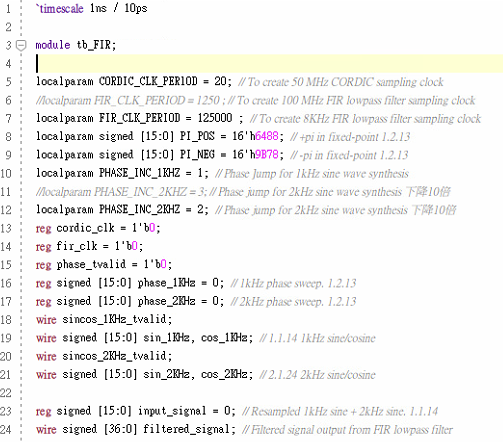 1 `timescale 1ns / 10ps
2
3 module tb_FIR;
4
5 localparam CORDIC_CLK_PERIOD = 20; // To create 50 MHz CORDIC sampling clock
6 //localparam FIR_CLK_PERIOD = 1250 ; // To create 100 MHz FIR lowpass filter sampling clock
7 localparam FIR_CLK_PERIOD = 125000 ; // To create 8KHz FIR lowpass filter sampling clock
8 localparam signed [15:0] PI_POS = 16'h6488; // +pi in fixed-point 1.2.13
9 localparam signed [15:0] PI_NEG = 16'h9B78; // -pi in fixed-point 1.2.13
10 localparam PHASE_INC_1KHZ = 1; // Phase Jump for 1kHz sine wave synthesis
11 //localparam PHASE_INC_2KHZ = 3; // Phase jump for 2kHz sine wave synthesis 下降10倍
12 localparam PHASE_INC_2KHZ = 2; // Phase jump for 2kHz sine wave synthesis 下降10倍
13 reg cordic_clk = 1'b0;
14 reg fir_clk = 1'b0;
15 reg phase_tvalid = 1'b0;
16 reg signed [15:0] phase_1KHz = 0; // 1kHz phase sweep, 1.2.13
17 reg signed [15:0] phase_2KHz = 0; // 2kHz phase sweep, 1.2.13
18 wire sincos_1KHz_tvalid;
19 wire signed [15:0] sin_1KHz, cos_1KHz; // 1.1.14 1kHz sine/cosine
20 wire sincos_2KHz_tvalid;
21 wire signed [15:0] sin_2KHz, cos_2KHz; // 2.1.24 2kHz sine/cosine
22
23 reg signed [15:0] input_signal = 0; // Resampled 1kHz sine + 2kHz sine, 1.1.14
24 wire signed [36:0] filtered_signal; // Filtered signal output from FIR lowpass filter